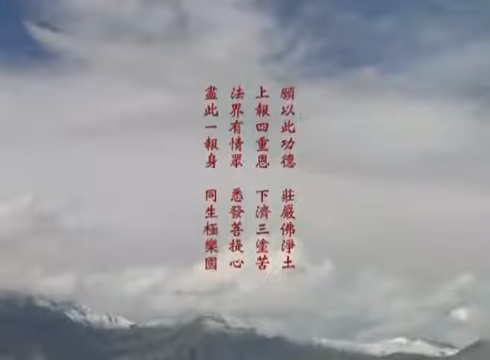 願以此功德　莊嚴佛淨土
上報四重恩　下濟三塗苦
法界有情眾　悉發菩提心
盡此一報身　同生極樂國